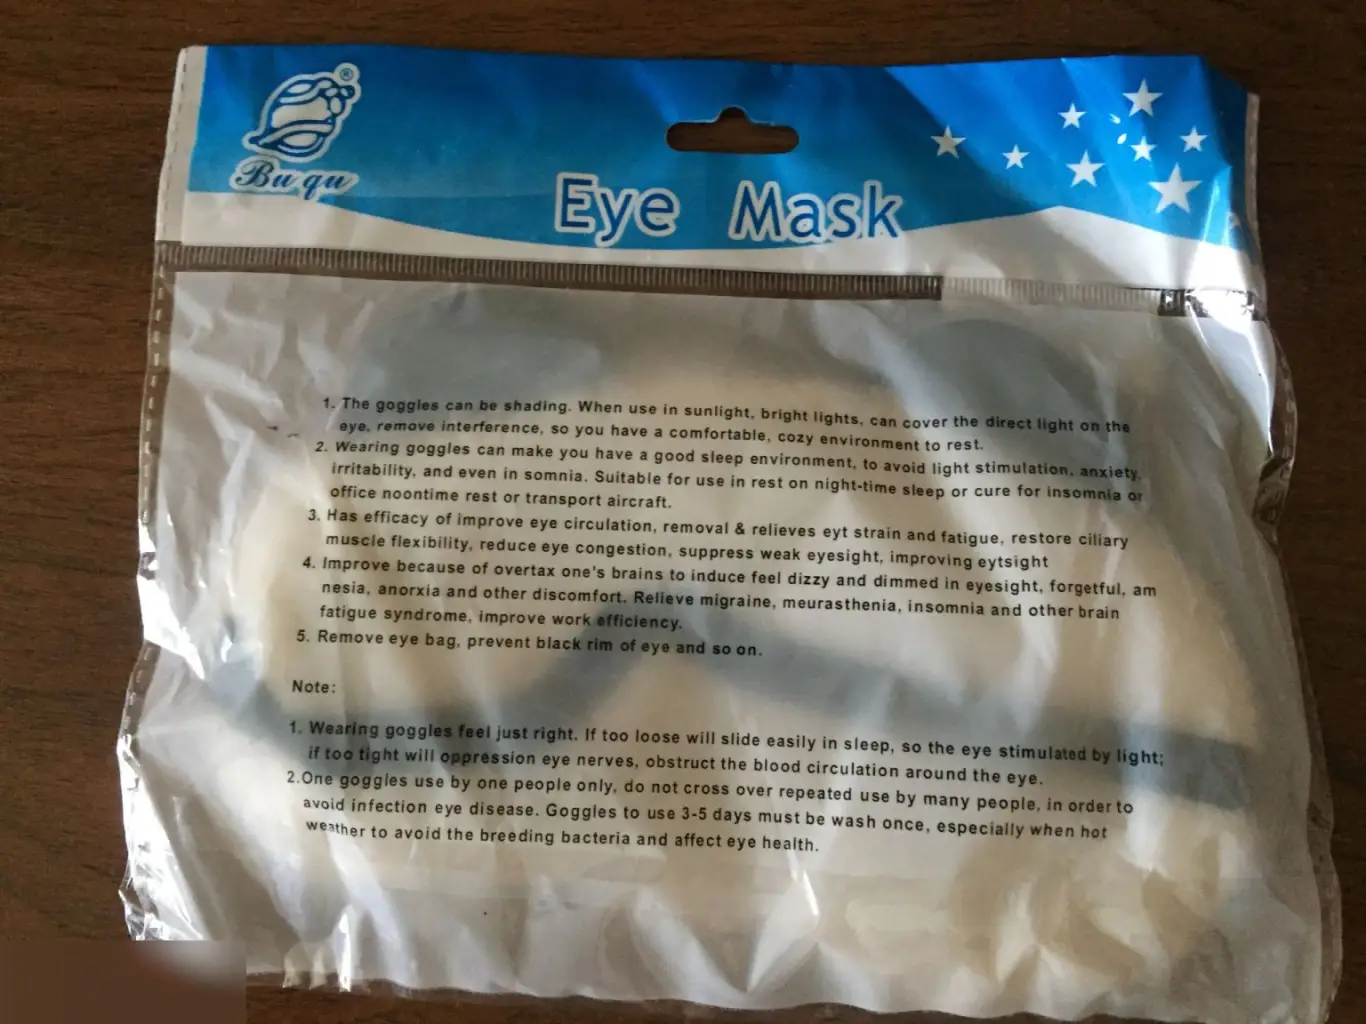 ®
Bu qu
Eye Mask
1. The goggles can be shading. When use in sunlight, bright lights, can cover the direct light on the
eye, remove interference, so you have a comfortable, cozy environment to rest.
2. Wearing goggles can make you have a good sleep environment, to avoid light stimulation, anxiety,
irritability, and even in somnia. Suitable for use in rest on night-time sleep or cure for insomnia or
office noontime rest or transport aircraft.
3. Has efficacy of improve eye circulation, removal & relieves eyt strain and fatigue, restore ciliary
muscle flexibility, reduce eye congestion, suppress weak eyesight, improving eytsight
4. Improve because of overtax one's brains to induce feel dizzy and dimmed in eyesight, forgetful, am
nesia, anorxia and other discomfort. Relieve migraine, meurasthenia, insomnia and other brain
fatigue syndrome, improve work efficiency.
5. Remove eye bag, prevent black rim of eye and so on.
Note:
1. Wearing goggles feel just right. If too loose will slide easily in sleep, so the eye stimulated by light;
if too tight will oppression eye nerves, obstruct the blood circulation around the eye.
2.One goggles use by one people only, do not cross over repeated use by many people, in order to
avoid infection eye disease. Goggles to use 3-5 days must be wash once, especially when hot
weather to avoid the breeding bacteria and affect eye health.